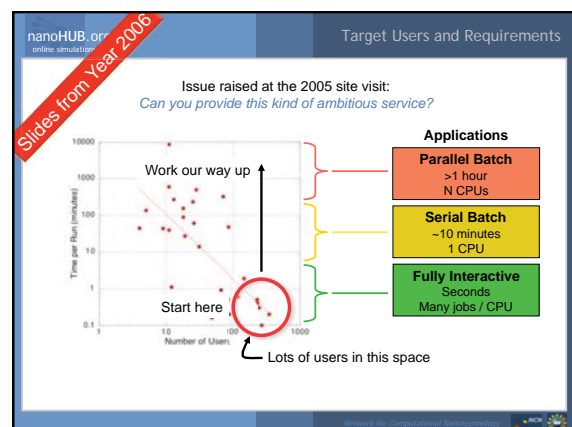 nanoHUB.org
online simulations
Target Users and Requirements
Slides from Year 2006
Issue raised at the 2005 site visit:
Can you provide this kind of ambitious service?
Applications
10000
1000
100
10
1
0.1
Time per Run (minutes)
Work our way up
Start here
1
10
100
1000
Number of Users
Lots of users in this space
Parallel Batch
>1 hour
N CPUs
Serial Batch
~10 minutes
1 CPU
Fully Interactive
Seconds
Many jobs / CPU
Network for Computational Nanotechnology
NCN